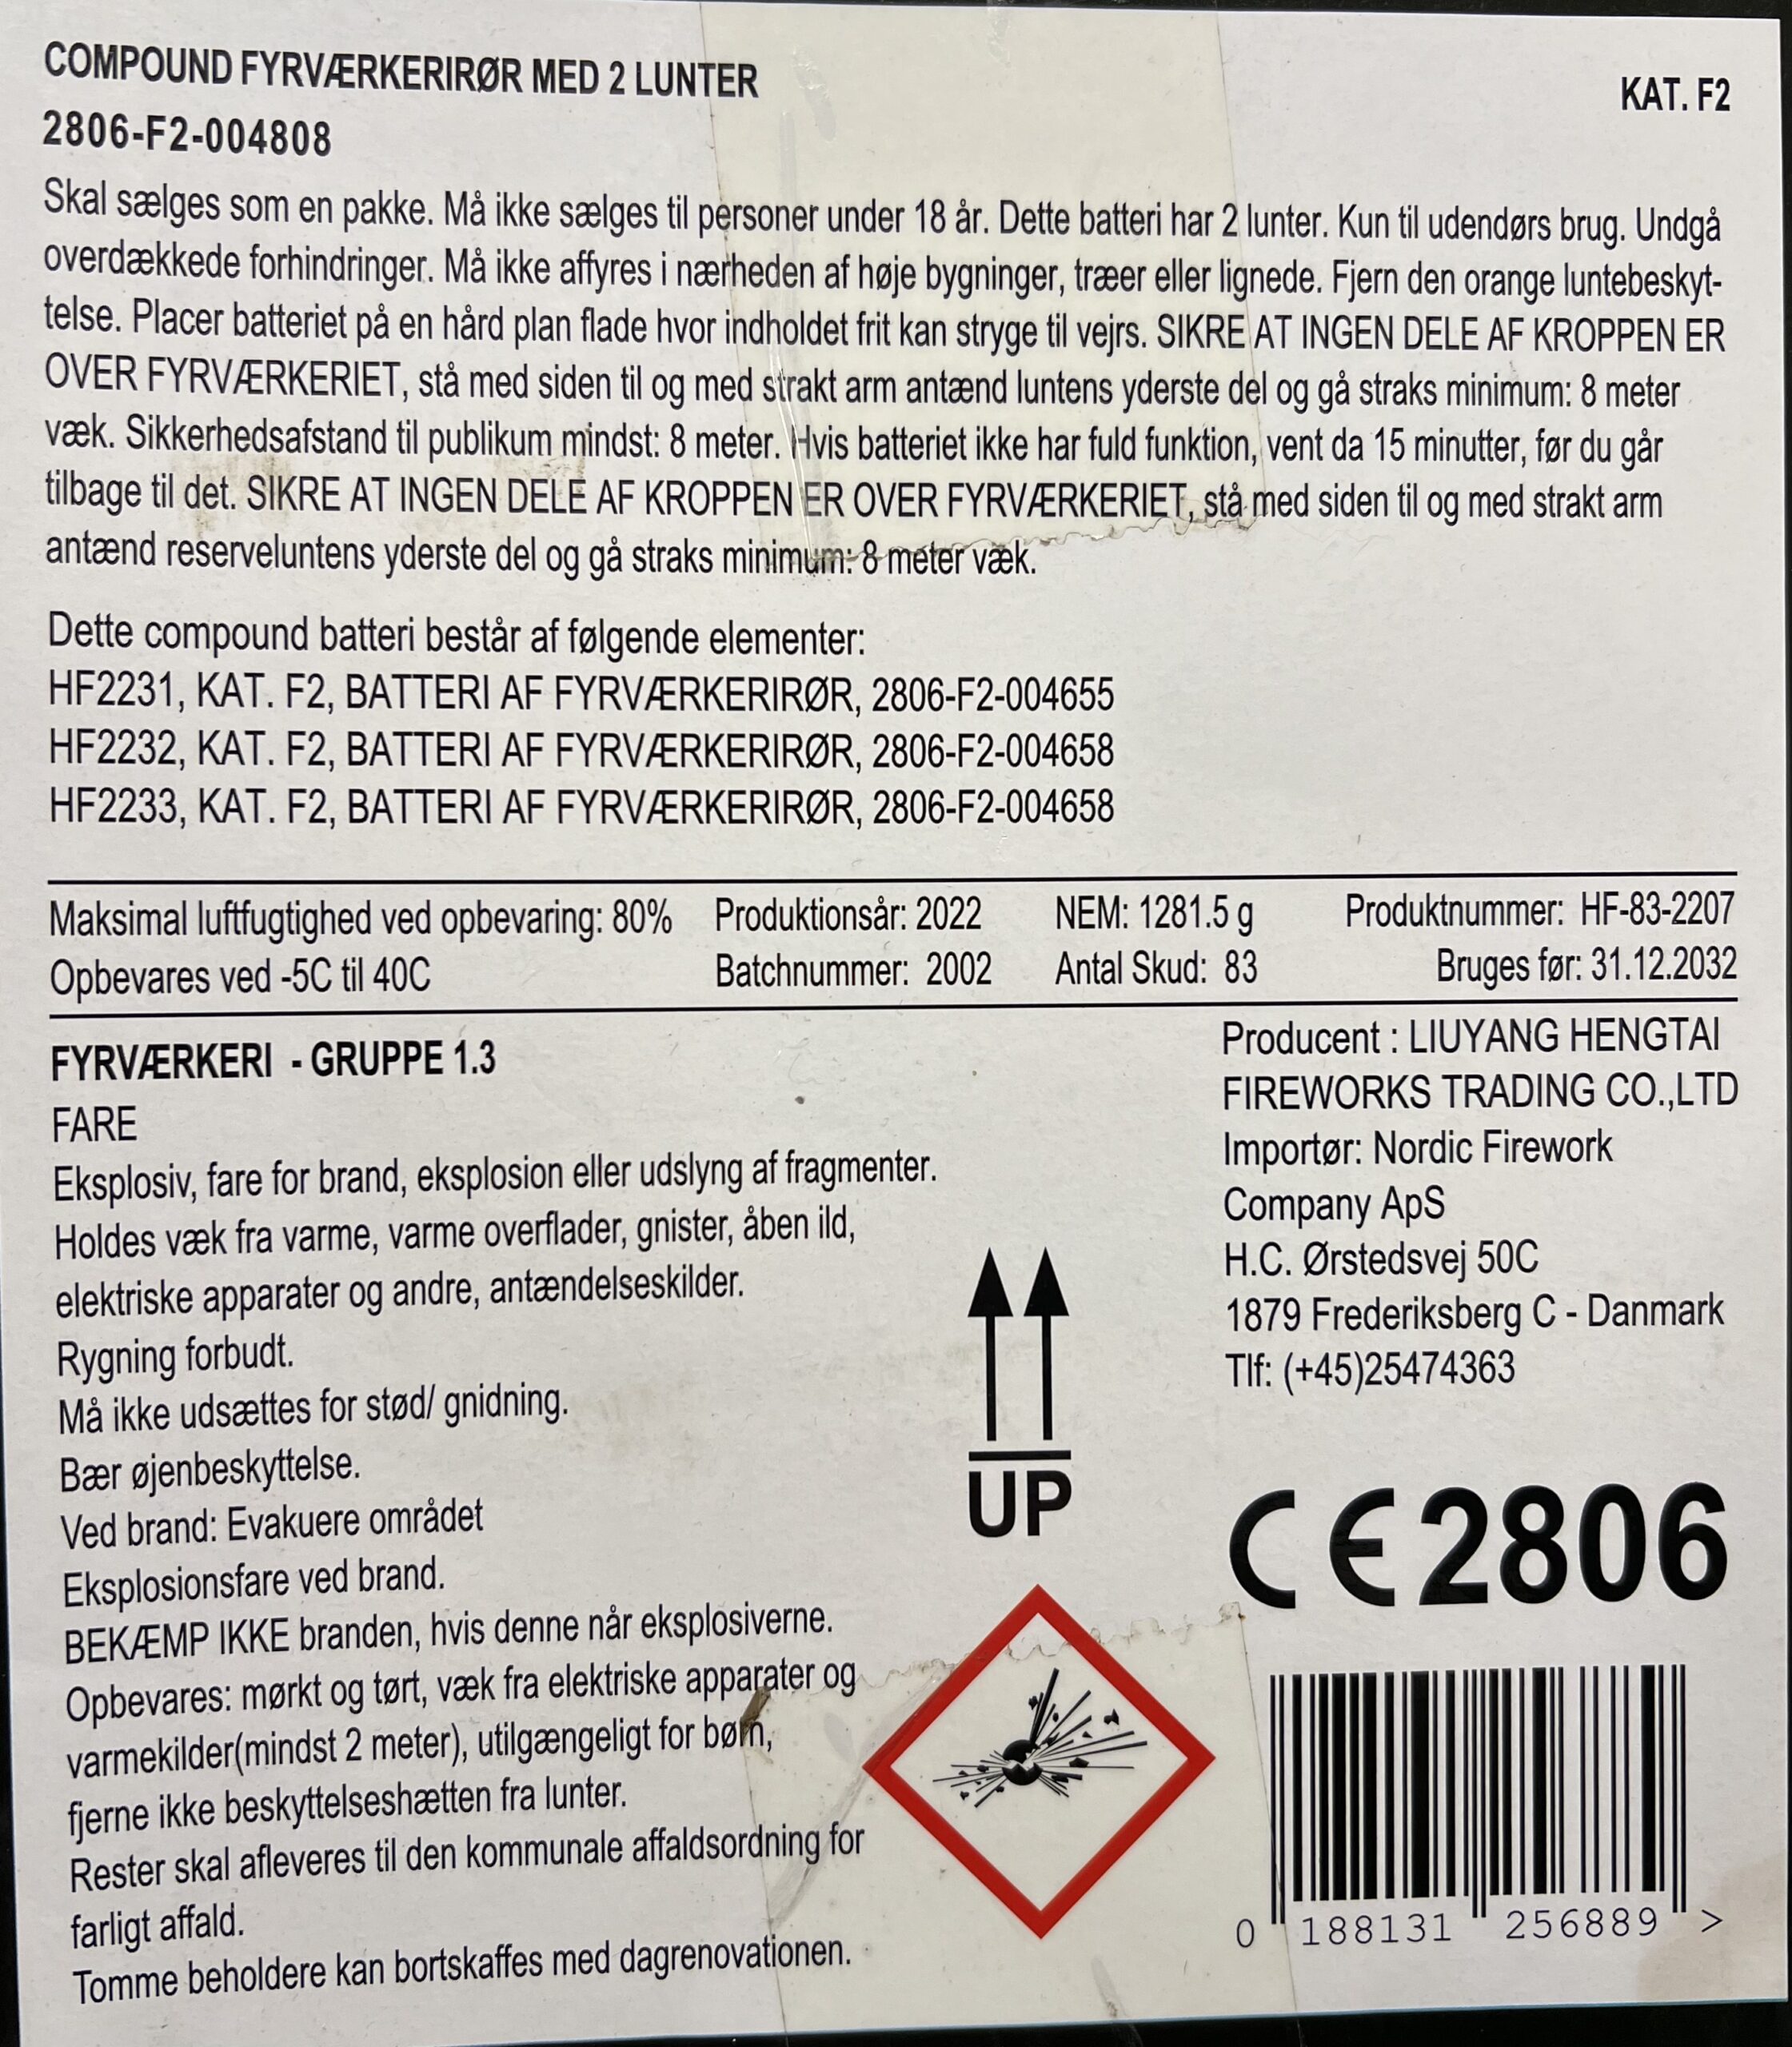 COMPOUND FYRVÆRKERIRØR MED 2 LUNTER
KAT. F2
2806-F2-004808
Skal sælges som en pakke. Må ikke sælges til personer under 18 år. Dette batteri har 2 lunter. Kun til udendørs brug. Undgå
overdækkede forhindringer. Må ikke affyres i nærheden af høje bygninger, træer eller lignede. Fjern den orange luntebeskyt-
telse. Placer batteriet på en hård plan flade hvor indholdet frit kan stryge til vejrs. SIKRE AT INGEN DELE AF KROPPEN ER
OVER FYRVÆRKERIET, stå med siden til og med strakt arm antænd luntens yderste del og gå straks minimum: 8 meter
væk. Sikkerhedsafstand til publikum mindst: 8 meter. Hvis batteriet ikke har fuld funktion, vent da 15 minutter, før du går
tilbage til det. SIKRE AT INGEN DELE AF KROPPEN ER OVER FYRVÆRKERIET, stå med siden til og med strakt arm
antænd reserveluntens yderste del og gå straks minimum: 8 meter væk.
Dette compound batteri består af følgende elementer:
HF2231, KAT. F2, BATTERI AF FYRVÆRKERIRØR, 2806-F2-004655
HF2232, KAT. F2, BATTERI AF FYRVÆRKERIRØR, 2806-F2-004658
HF2233, KAT. F2, BATTERI AF FYRVÆRKERIRØR, 2806-F2-004658
Maksimal luftfugtighed ved opbevaring: 80% Produktionsår: 2022 NEM: 1281.5 g Produktnummer: HF-83-2207
Opbevares ved -5C til 40C Batchnummer: 2002 Antal Skud: 83 Bruges før: 31.12.2032
FYRVÆRKERI - GRUPPE 1.3
FARE
Eksplosiv, fare for brand, eksplosion eller udslyng af fragmenter.
Holdes væk fra varme, varme overflader, gnister, åben ild,
elektriske apparater og andre, antændelseskilder.
Rygning forbudt.
Må ikke udsættes for stød/ gnidning.
Bær øjenbeskyttelse.
Ved brand: Evakuere området
Eksplosionsfare ved brand.
BEKÆMP IKKE branden, hvis denne når eksplosiverne.
Opbevares: mørkt og tørt, væk fra elektriske apparater og
varmekilder(mindst 2 meter), utilgængeligt for børn,
fjerne ikke beskyttelseshætten fra lunter.
Rester skal afleveres til den kommunale affaldsordning for
farligt affald.
Tomme beholdere kan bortskaffes med dagrenovationen.
UP
Producent : LIUYANG HENGTAI
FIREWORKS TRADING CO.,LTD
Importør: Nordic Firework
Company ApS
H.C. Ørstedsvej 50C
1879 Frederiksberg C - Danmark
Tlf: (+45)25474363
CE 2806
0 188131 256889 >